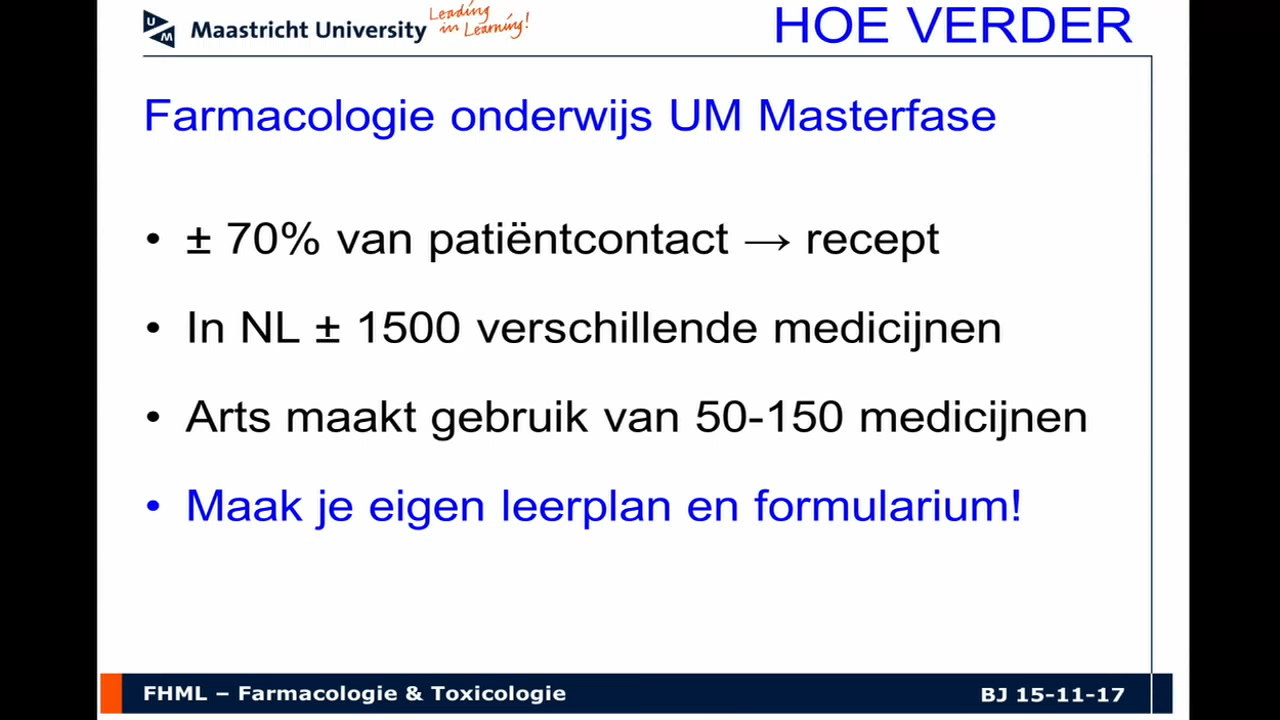 UM
Maastricht University
Leading
in Learning!
HOE VERDER
Farmacologie onderwijs UM Masterfase
• ± 70% van patiëntcontact → recept
• In NL ± 1500 verschillende medicijnen
• Arts maakt gebruik van 50-150 medicijnen
• Maak je eigen leerplan en formularium!
FHML – Farmacologie & Toxicologie
BJ 15-11-17